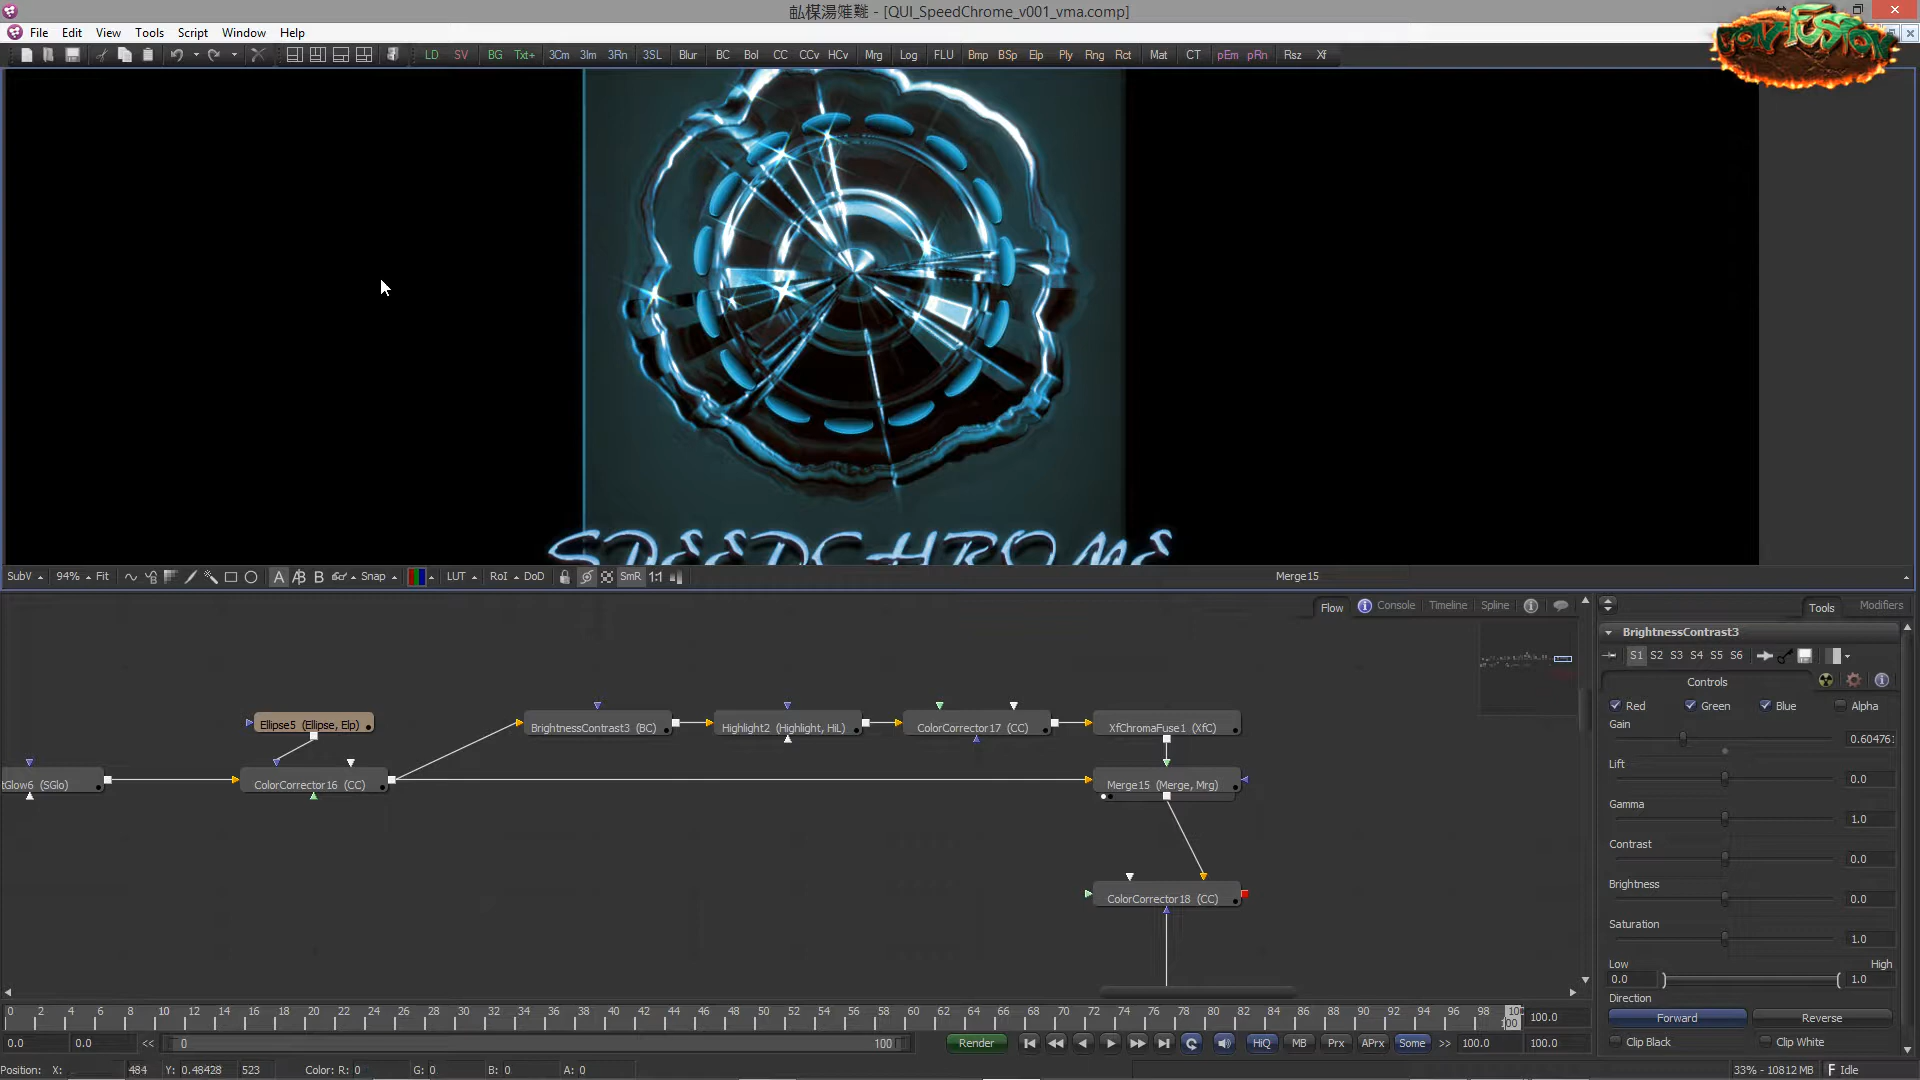 畆楳湯㸉難 - [QUI_SpeedChrome_v001_vma.comp]
File Edit View Tools Script Window Help
LD SV BG Txt+ 3Cm 3Im 3Rn 3SL Blur BC Bol CC CCv HCv Mrg Log FLU Bmp BSp Elp Ply Rng Rct Mat CT pEm pRn Rsz Xf
SPEEDCHROME
SubV 94% Fit A B Snap LUT RoI DoD SmR 1:1 Merge15
Flow Console Timeline Spline
Tools Modifiers
BrightnessContrast3
S1 S2 S3 S4 S5 S6
Controls
Red Green Blue Alpha
Gain
0.604761
Lift
0.0
Gamma
1.0
Contrast
0.0
Brightness
0.0
Saturation
1.0
Low High
0.0 1.0
Direction
Forward Reverse
Clip Black Clip White
Ellipse5 (Ellipse, Elp)
BrightnessContrast3 (BC)
Highlight2 (Highlight, HiL)
ColorCorrector17 (CC)
XfChromaFuse1 (XfC)
tGlow6 (SGlo)
ColorCorrector16 (CC)
Merge15 (Merge, Mrg)
ColorCorrector18 (CC)
0 2 4 6 8 10 12 14 16 18 20 22 24 26 28 30 32 34 36 38 40 42 44 46 48 50 52 54 56 58 60 62 64 66 68 70 72 74 76 78 80 82 84 86 88 90 92 94 96 98 100 100.0
0.0 0.0 << 0 100 Render HiQ MB Prx APrx Some >> 100.0 100.0
Position: X: 484 Y: 0.48428 523 Color: R: 0 G: 0 B: 0 A: 0 33% - 10812 MB Idle